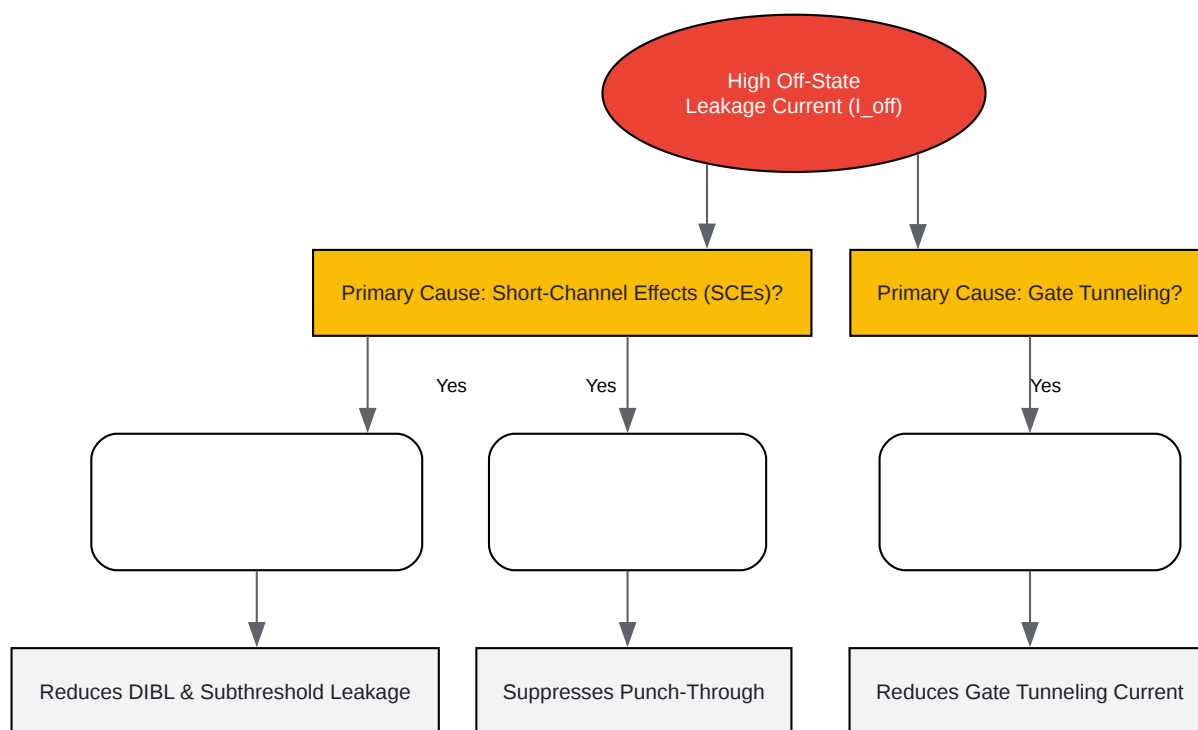 High Off-State
Leakage Current (I_off)
Primary Cause: Short-Channel Effects (SCEs)?
Primary Cause: Gate Tunneling?
Yes
Yes
Yes
Reduces DIBL & Subthreshold Leakage
Suppresses Punch-Through
Reduces Gate Tunneling Current